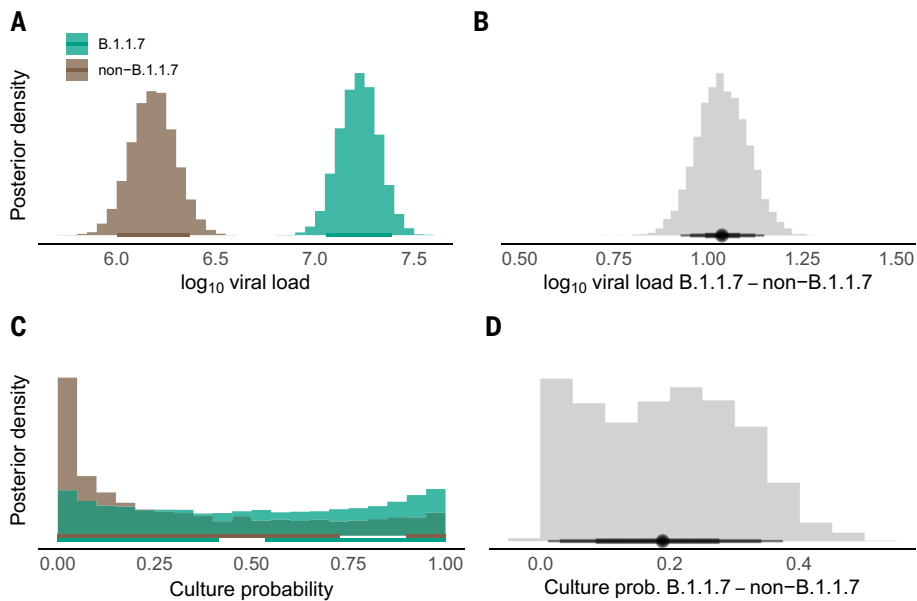 A
B.1.1.7
non−B.1.1.7
Posterior density
6.0 6.5 7.0 7.5
log10 viral load
B
0.50 0.75 1.00 1.25 1.50
log10 viral load B.1.1.7 − non−B.1.1.7
C
Posterior density
0.00 0.25 0.50 0.75 1.00
Culture probability
D
0.0 0.2 0.4
Culture prob. B.1.1.7 − non−B.1.1.7